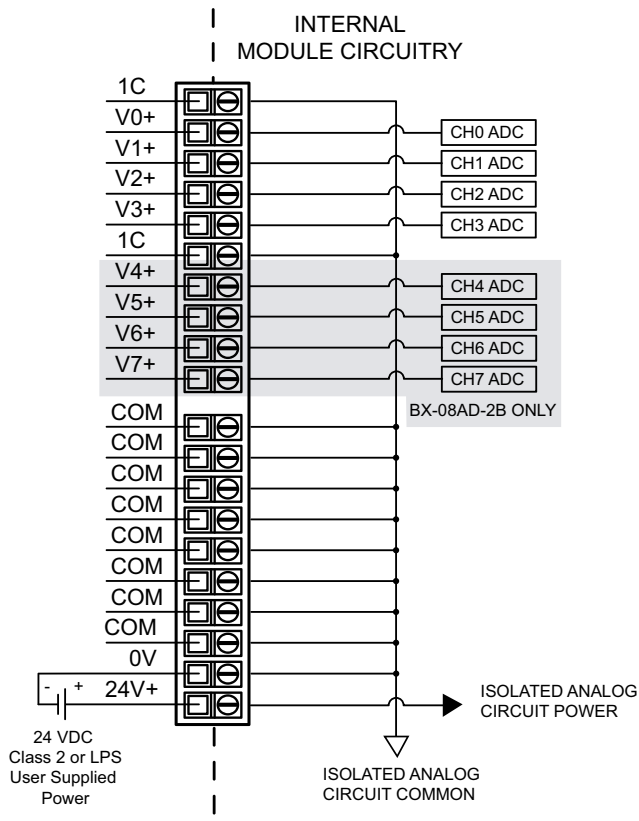 INTERNAL
MODULE CIRCUITRY
1C
V0+
CH0 ADC
V1+
CH1 ADC
V2+
CH2 ADC
V3+
CH3 ADC
1C
V4+
CH4 ADC
V5+
CH5 ADC
V6+
CH6 ADC
V7+
CH7 ADC
BX-08AD-2B ONLY
COM
COM
COM
COM
COM
COM
COM
COM
0V
- +
24V+
ISOLATED ANALOG
CIRCUIT POWER
24 VDC
Class 2 or LPS
User Supplied
Power
ISOLATED ANALOG
CIRCUIT COMMON